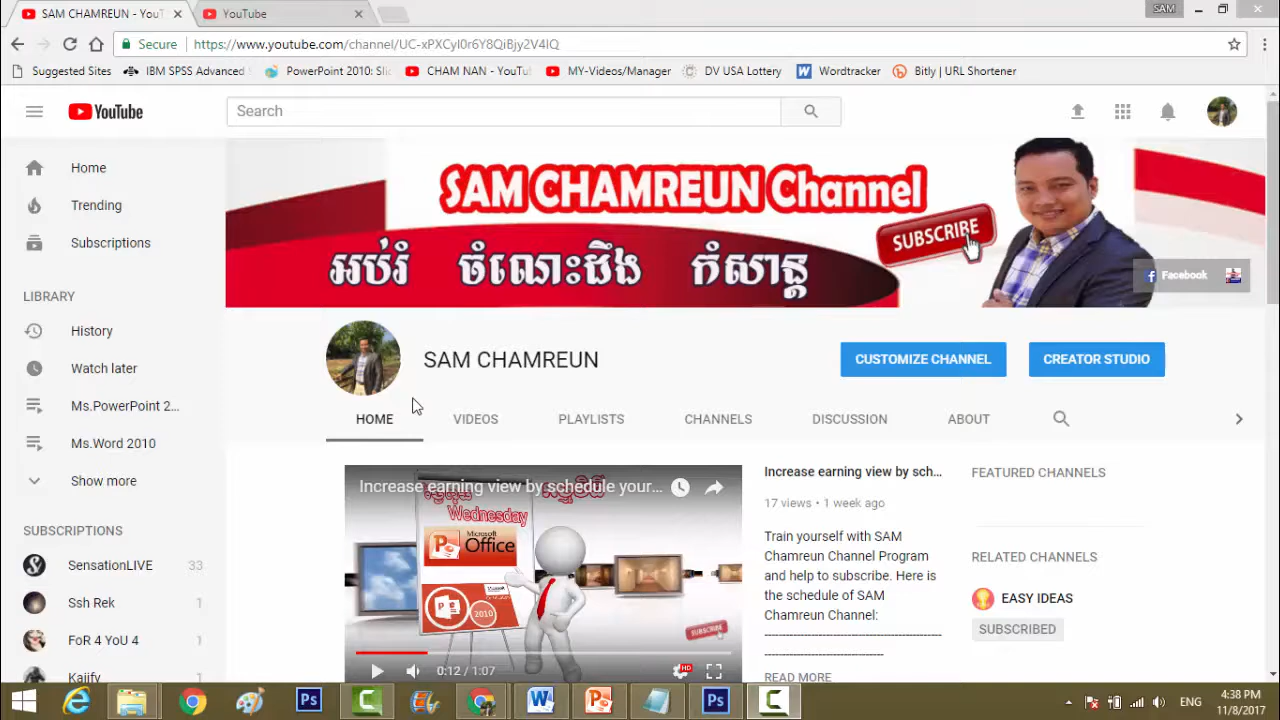 SAM CHAMREUN - YouT
YouTube
SAM
Secure
https://www.youtube.com/channel/UC-xPXCyI0r6Y8QiBjy2V4IQ
Suggested Sites
IBM SPSS Advanced
PowerPoint 2010: Sli
CHAM NAN - YouTu
MY-Videos/Manager
DV USA Lottery
Wordtracker
Bitly | URL Shortener
YouTube
Search
Home
Trending
Subscriptions
LIBRARY
History
Watch later
Ms.PowerPoint 2...
Ms.Word 2010
Show more
SUBSCRIPTIONS
SensationLIVE 33
Ssh Rek 1
FoR 4 YoU 4 1
Kajify
SAM CHAMREUN Channel
SUBSCRIBE
អប់រំ ចំណេះដឹង កំសាន្ត
Facebook
SAM CHAMREUN
CUSTOMIZE CHANNEL
CREATOR STUDIO
HOME
VIDEOS
PLAYLISTS
CHANNELS
DISCUSSION
ABOUT
Increase earning view by schedule your...
Wednesday
Microsoft
Office
2010
SUBSCRIBE
0:12 / 1:07
HD
Increase earning view by sch...
17 views • 1 week ago
Train yourself with SAM
Chamreun Channel Program
and help to subscribe. Here is
the schedule of SAM
Chamreun Channel:
------------------------------------------------
--------------------------------
READ MORE
FEATURED CHANNELS
RELATED CHANNELS
EASY IDEAS
SUBSCRIBED
ENG
4:38 PM
11/8/2017